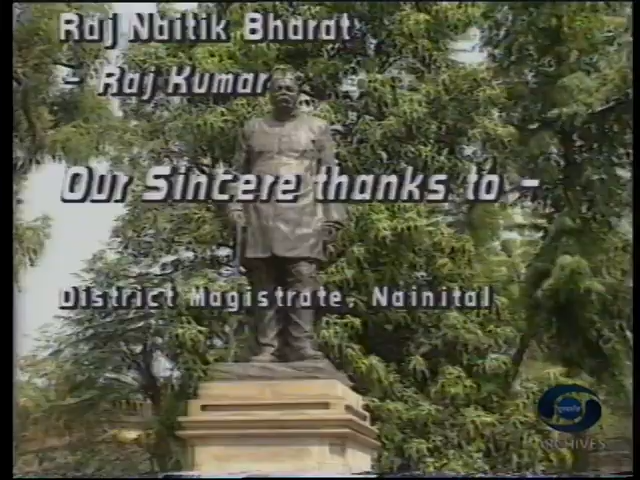 Raj Naitik Bharat
- Raj Kumar
Our Sincere thanks to -
District Magistrate, Nainital
ARCHIVES